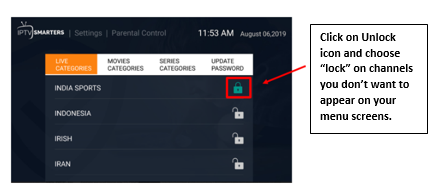 IPTV SMARTERS | Settings | Parental Control 11:53 AM August 06,2019
LIVE CATEGORIES MOVIES CATEGORIES SERIES CATEGORIES UPDATE PASSWORD
INDIA SPORTS
INDONESIA
IRISH
IRAN
Click on Unlock
icon and choose
“lock” on channels
you don’t want to
appear on your
menu screens.